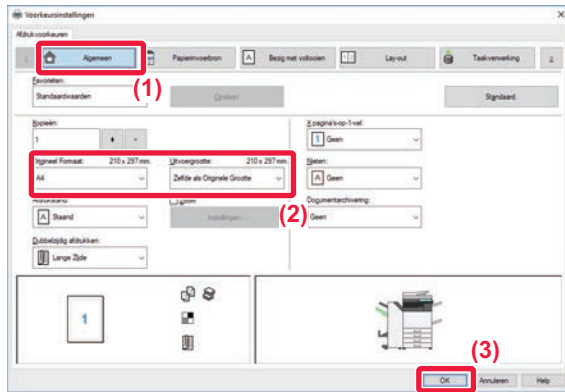 Voorkeursinstellingen
Afdrukvoorkeuren
Algemeen
Papierinvoerbron
Bezig met voltooien
Lay-out
Taakverwerking
(1)
Favorieten:
Standaardwaarden
Opslaan
Standaard
Kopieën:
1
+
-
X pagina's-op-1-vel:
1 Geen
Origineel Formaat: 210 x 297 mm.
A4
Uitvoergrootte: 210 x 297 mm.
Zelfde als Originele Grootte
Nieten:
A Geen
(2)
Afdrukstand:
A Staand
Zoom
Instellingen...
Documentarchivering:
Geen
Dubbelzijdig afdrukken:
Lange Zijde
1
(3)
OK
Annuleren
Help